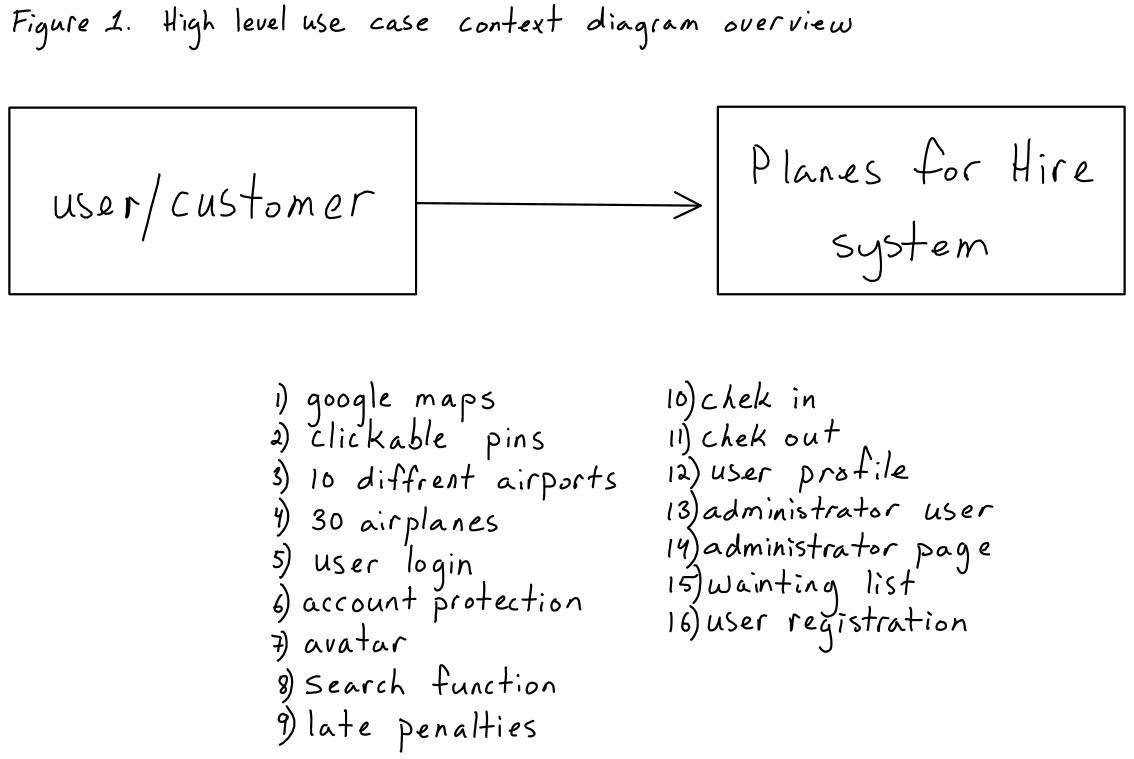 Figure 1. High level use case context diagram overview
user/customer
Planes for Hire
system
1) google maps
2) clickable pins
3) 10 diffrent airports
4) 30 airplanes
5) user login
6) account protection
7) avatar
8) search function
9) late penalties
10) chek in
11) chek out
12) user profile
13) administrator user
14) administrator page
15) wainting list
16) user registration